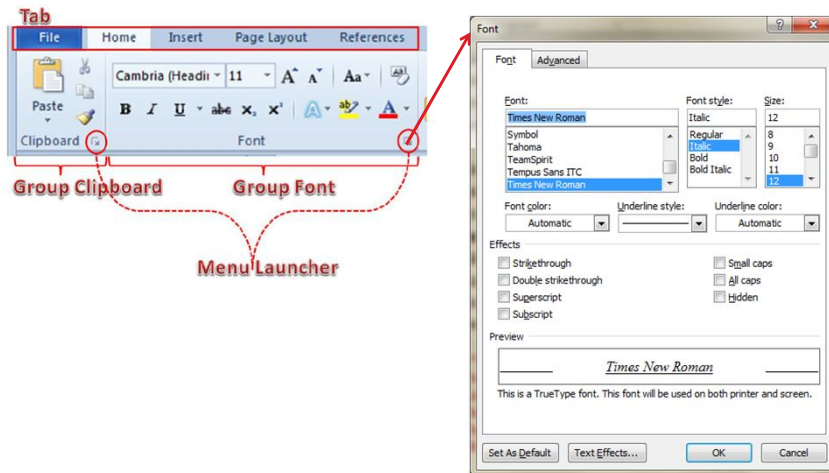 Tab
File Home Insert Page Layout References
Cambria (Headin 11 A A Aa
Paste
B I U abc X₂ X² A ab A
Clipboard Font
Group Clipboard Group Font
Menu Launcher
Font
Font Advanced
Font: Font style: Size:
Times New Roman Italic 12
Symbol Regular 8
Tahoma Italic 9
TeamSpirit Bold 10
Tempus Sans ITC Bold Italic 11
Times New Roman 12
Font color: Underline style: Underline color:
Automatic Automatic
Effects
Strikethrough Small caps
Double strikethrough All caps
Superscript Hidden
Subscript
Preview
Times New Roman
This is a TrueType font. This font will be used on both printer and screen.
Set As Default Text Effects... OK Cancel